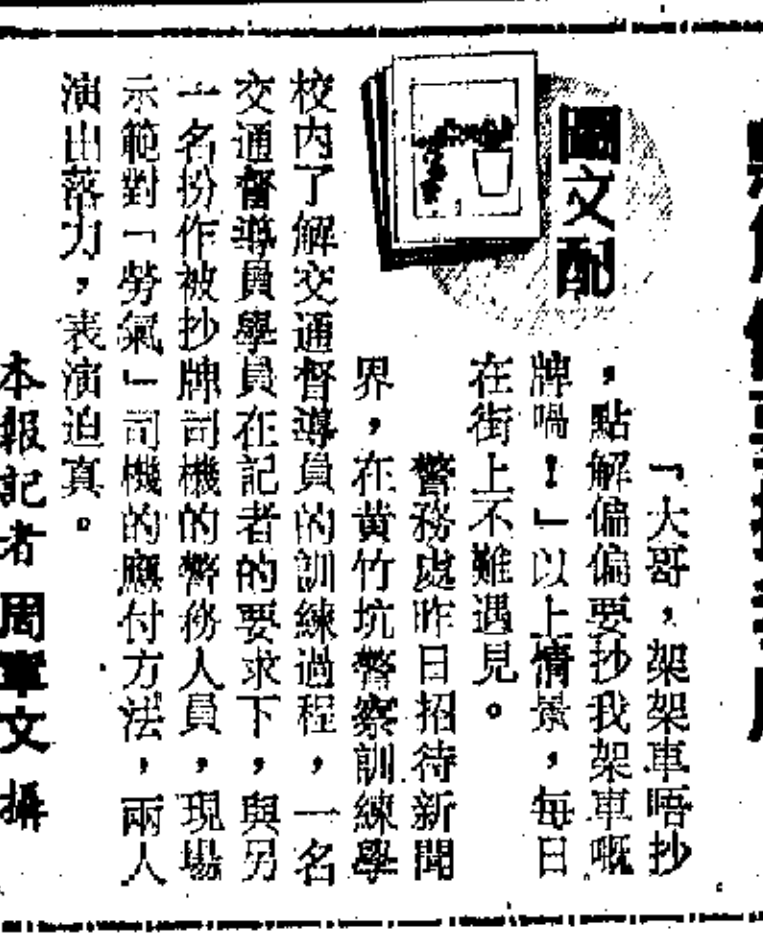 圖文配
「大哥，架架車唔抄
，點解偏偏要抄我架車嘅
牌喎！」以上情景，每日
在街上不難遇見。
警務處昨日招待新聞
界，在黃竹坑警察訓練學
校內了解交通督導員的訓練過程，一名
交通督導員學員在記者的要求下，與另
一名扮作被抄牌司機的警務人員，現場
示範對「勞氣」司機的應付方法，兩人
演出落力，表演迫真。
本報記者 周軍文 攝